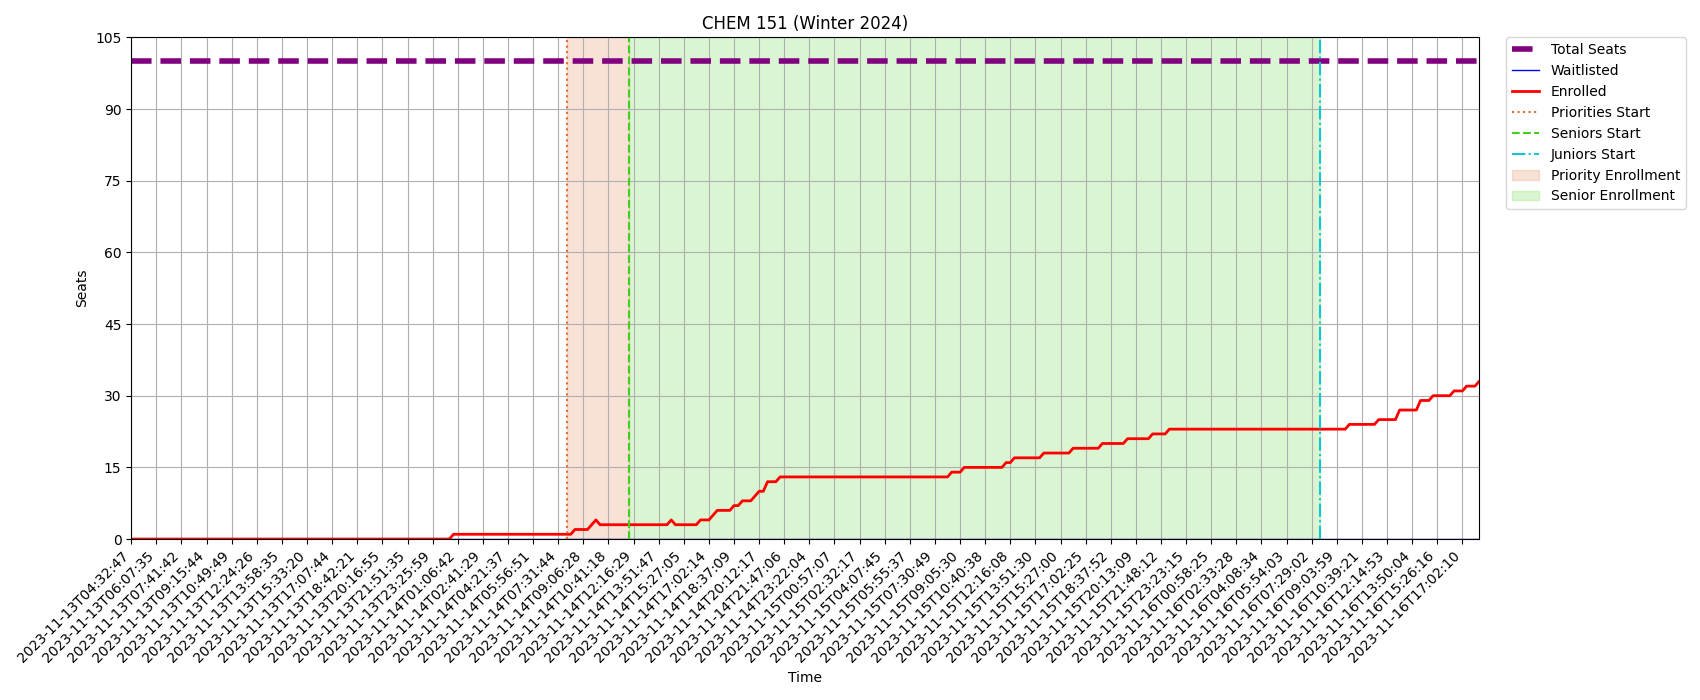 CHEM 151 (Winter 2024)
105
90
75
60
45
30
15
0
Seats
2023-11-13T04:32:47
2023-11-13T06:07:35
2023-11-13T07:41:42
2023-11-13T09:15:44
2023-11-13T10:49:49
2023-11-13T12:24:26
2023-11-13T13:58:35
2023-11-13T15:33:20
2023-11-13T17:07:44
2023-11-13T18:42:21
2023-11-13T20:16:55
2023-11-13T21:51:35
2023-11-13T23:25:59
2023-11-14T01:06:42
2023-11-14T02:41:29
2023-11-14T04:21:37
2023-11-14T05:56:51
2023-11-14T07:31:44
2023-11-14T09:06:28
2023-11-14T10:41:18
2023-11-14T12:16:29
2023-11-14T13:51:47
2023-11-14T15:27:05
2023-11-14T17:02:14
2023-11-14T18:37:09
2023-11-14T20:12:17
2023-11-14T21:47:06
2023-11-14T23:22:04
2023-11-15T00:57:07
2023-11-15T02:32:17
2023-11-15T04:07:45
2023-11-15T05:55:37
2023-11-15T07:30:49
2023-11-15T09:05:30
2023-11-15T10:40:38
2023-11-15T12:16:08
2023-11-15T13:51:30
2023-11-15T15:27:00
2023-11-15T17:02:25
2023-11-15T18:37:52
2023-11-15T20:13:09
2023-11-15T21:48:12
2023-11-15T23:23:15
2023-11-16T00:58:25
2023-11-16T02:33:28
2023-11-16T04:08:34
2023-11-16T05:54:03
2023-11-16T07:29:02
2023-11-16T09:03:59
2023-11-16T10:39:21
2023-11-16T12:14:53
2023-11-16T13:50:04
2023-11-16T15:26:16
2023-11-16T17:02:10
Time
Total Seats
Waitlisted
Enrolled
Priorities Start
Seniors Start
Juniors Start
Priority Enrollment
Senior Enrollment